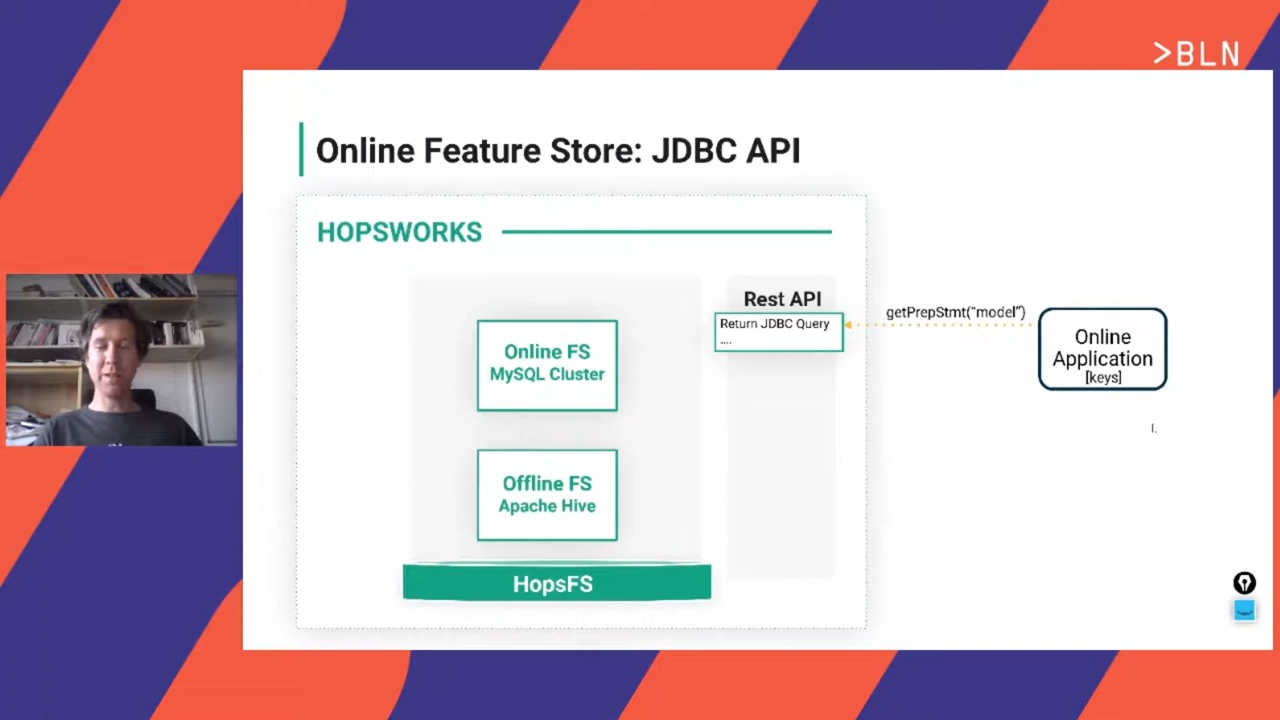 >BLN
Online Feature Store: JDBC API
HOPSWORKS
Rest API
Return JDBC Query
....
getPrepStmt("model")
Online
Application
[keys]
Online FS
MySQL Cluster
I.
Offline FS
Apache Hive
HopsFS